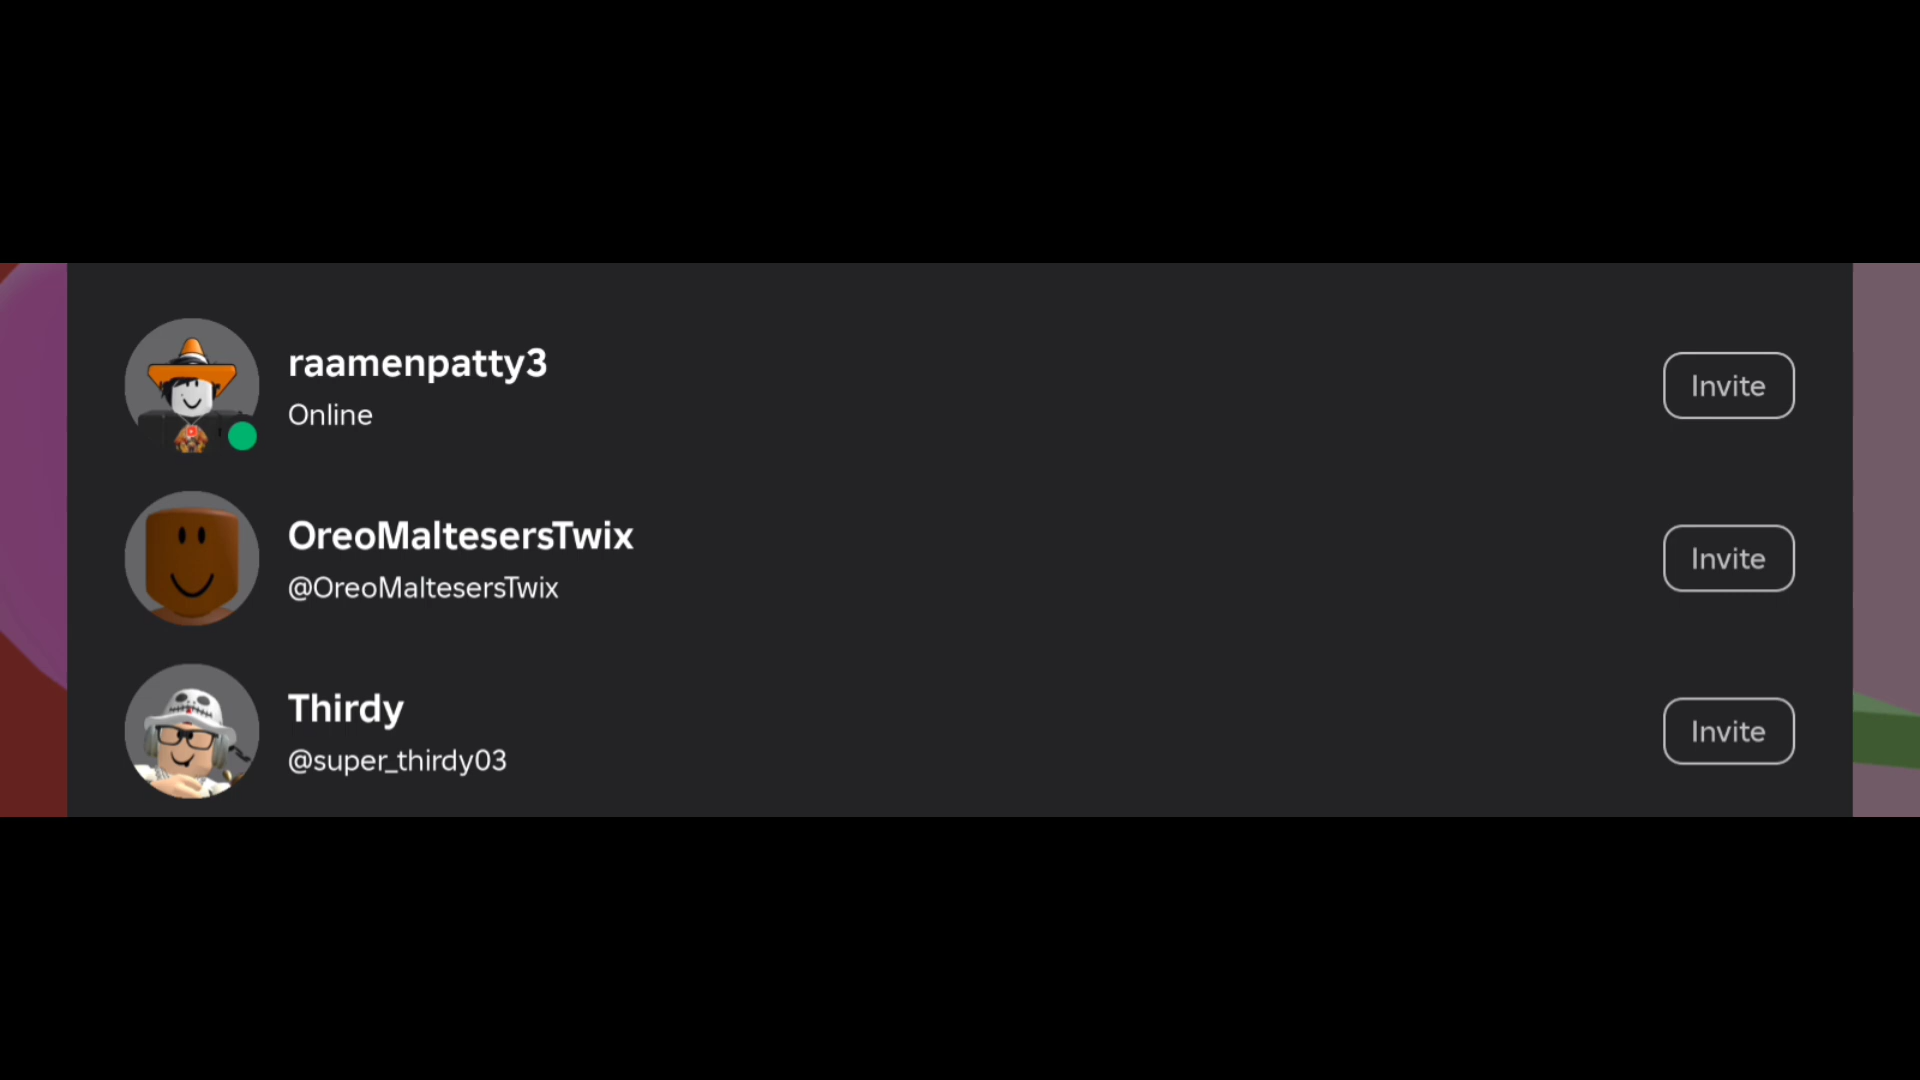 raamenpatty3
Online
Invite
OreoMaltesersTwix
@OreoMaltesersTwix
Invite
Thirdy
@super_thirdy03
Invite